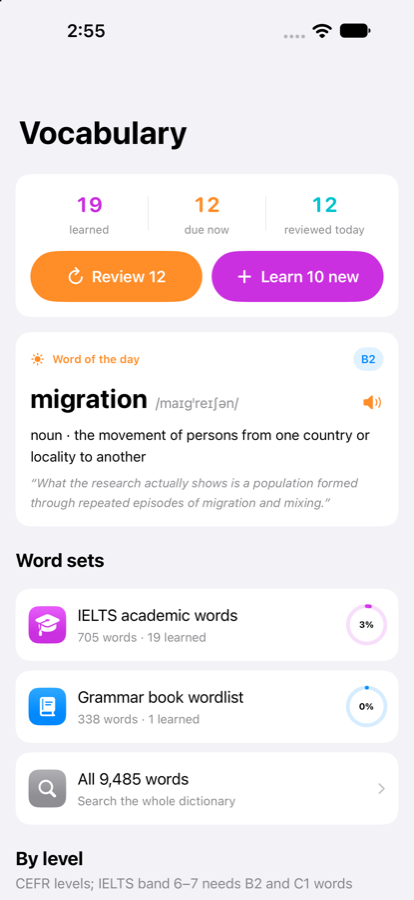 2:55
Vocabulary
19 12 12
learned due now reviewed today
Review 12 Learn 10 new
Word of the day B2
migration /maɪɡˈreɪʃən/
noun · the movement of persons from one country or
locality to another
“What the research actually shows is a population formed
through repeated episodes of migration and mixing.”
Word sets
IELTS academic words
705 words · 19 learned
3%
Grammar book wordlist
338 words · 1 learned
0%
All 9,485 words
Search the whole dictionary
By level
CEFR levels; IELTS band 6–7 needs B2 and C1 words